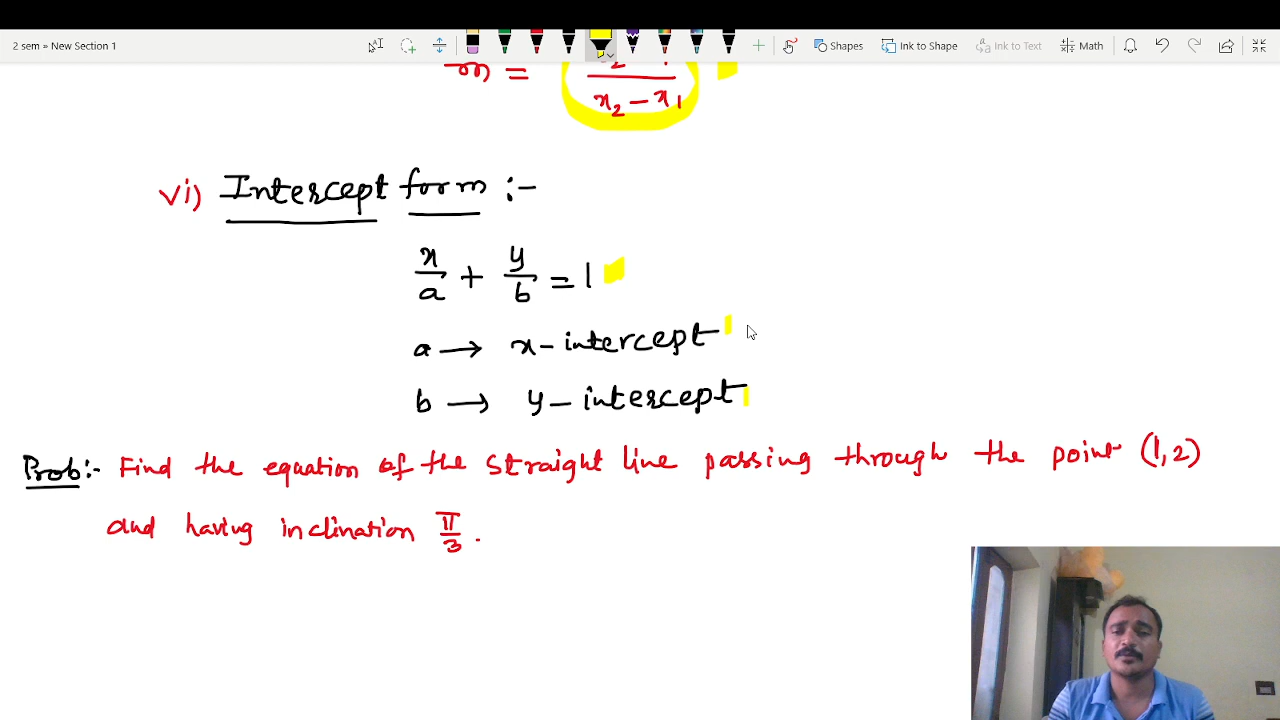 2 sem » New Section 1
Shapes Ink to Shape Ink to Text Math
m =
x₂ - x₁
vi) Intercept form :-
x/a + y/b = 1
a → x-intercept
b → y-intercept
Prob:- Find the equation of the straight line passing through the point (1,2)
and having inclination π/3.